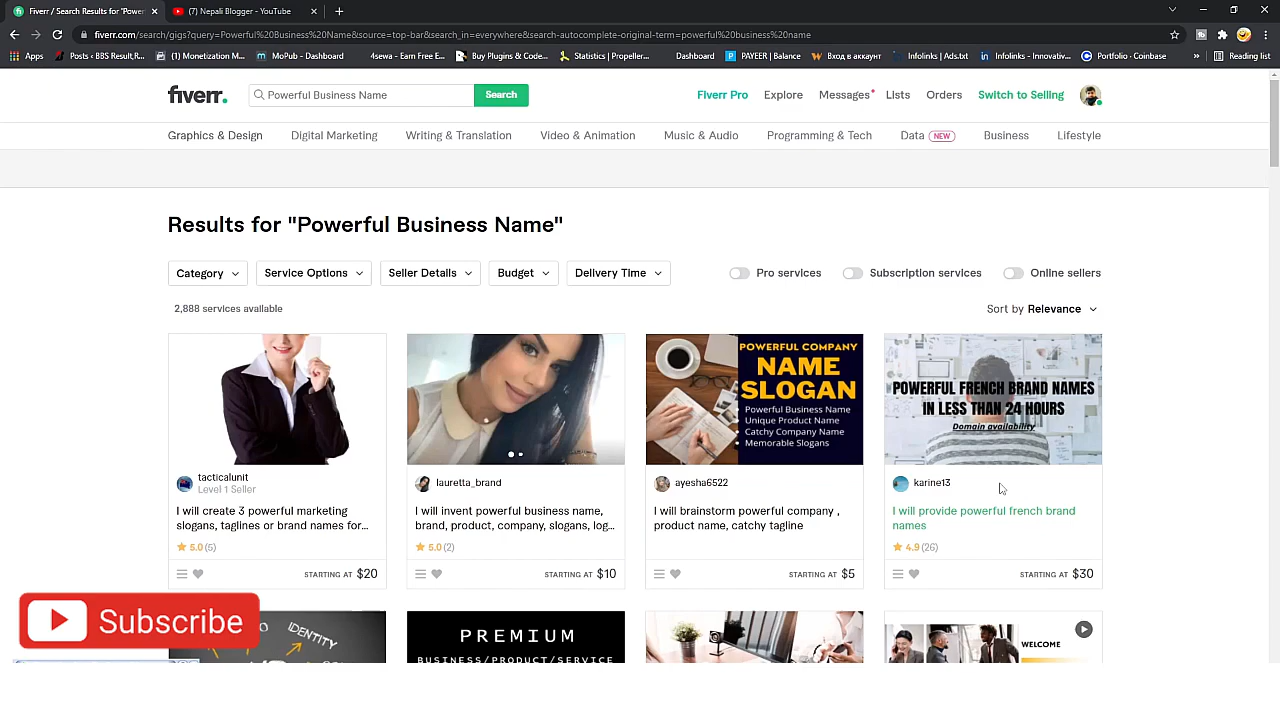 Fiverr / Search Results for "Power
(7) Nepali Blogger - YouTube
fiverr.com/search/gigs?query=Powerful%20Business%20Name&source=top-bar&search_in=everywhere&search-autocomplete-original-term=powerful%20business%20name
Apps
Posts ‹ BBS Result,R...
(1) Monetization M...
MoPub - Dashboard
4sewa - Earn Free E...
Buy Plugins & Codes...
Statistics | Propeller...
Dashboard
PAYEER | Balance
Вход в аккаунт
Infolinks | Ads.txt
Infolinks - Innovativ...
Portfolio - Coinbase
»
Reading list
fiverr.
Powerful Business Name
Search
Fiverr Pro
Explore
Messages
Lists
Orders
Switch to Selling
Graphics & Design
Digital Marketing
Writing & Translation
Video & Animation
Music & Audio
Programming & Tech
Data NEW
Business
Lifestyle
Results for "Powerful Business Name"
Category
Service Options
Seller Details
Budget
Delivery Time
Pro services
Subscription services
Online sellers
2,888 services available
Sort by Relevance
tacticalunit
Level 1 Seller
I will create 3 powerful marketing
slogans, taglines or brand names for...
5.0 (5)
STARTING AT $20
lauretta_brand
I will invent powerful business name,
brand, product, company, slogans, log...
5.0 (2)
STARTING AT $10
POWERFUL COMPANY
NAME
SLOGAN
Powerful Business Name
Unique Product Name
Catchy Company Name
Memorable Slogans
ayesha6522
I will brainstorm powerful company ,
product name, catchy tagline
STARTING AT $5
POWERFUL FRENCH BRAND NAMES
IN LESS THAN 24 HOURS
Domain availability
karine13
I will provide powerful french brand
names
4.9 (26)
STARTING AT $30
Subscribe
IDENTITY
PREMIUM
BUSINESS/PRODUCT/SERVICE
WELCOME